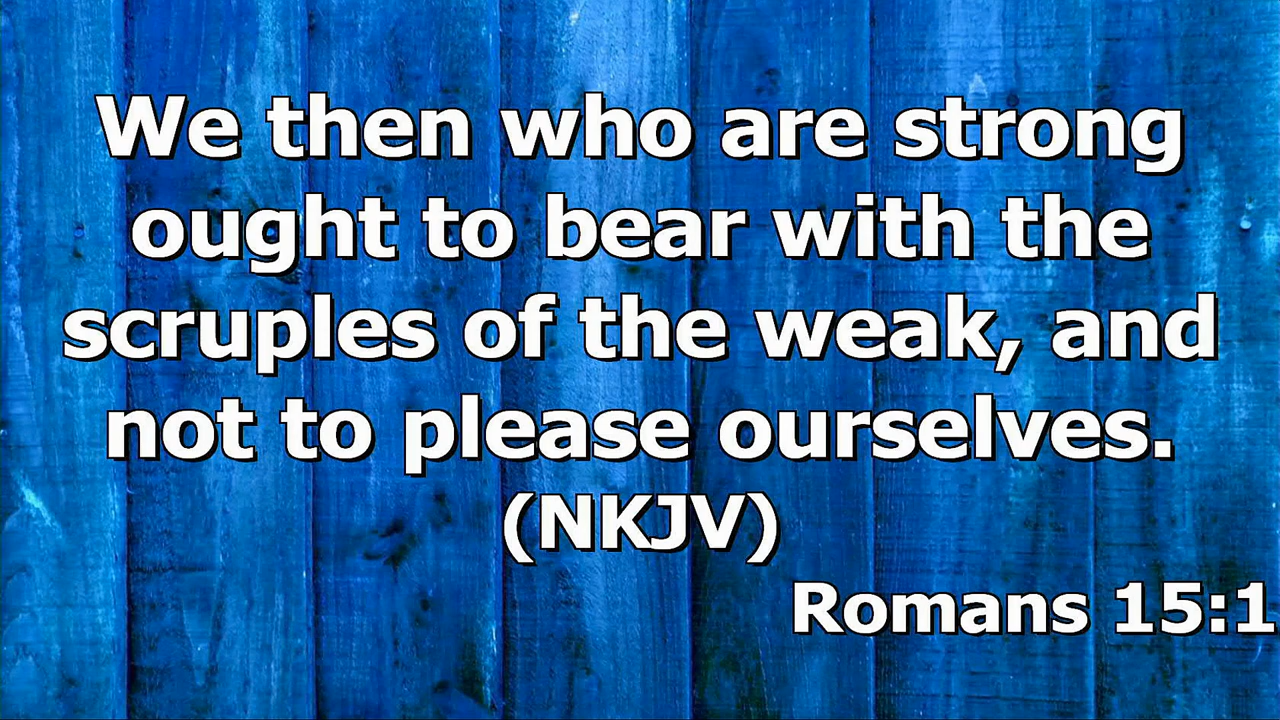 We then who are strong
ought to bear with the
scruples of the weak, and
not to please ourselves.
(NKJV)
Romans 15:1